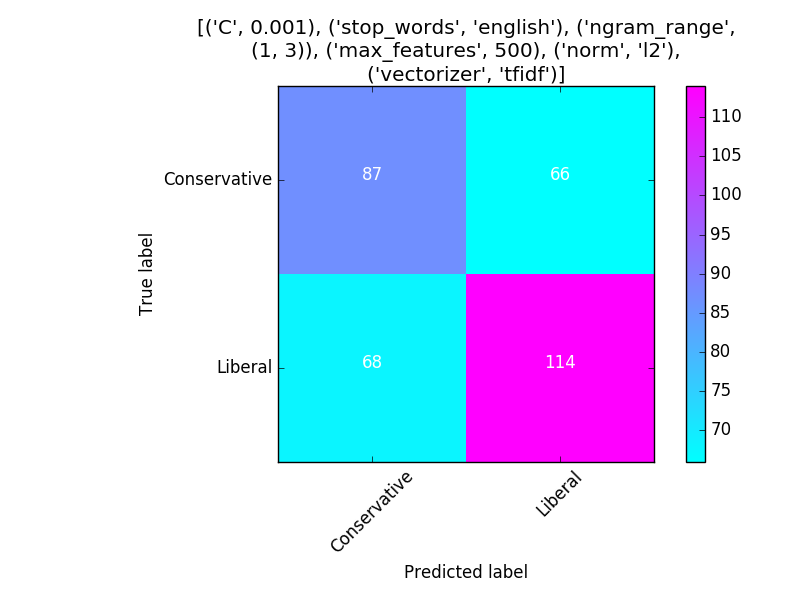 [('C', 0.001), ('stop_words', 'english'), ('ngram_range',
(1, 3)), ('max_features', 500), ('norm', 'l2'),
('vectorizer', 'tfidf')]
Conservative
87
66
Liberal
68
114
True label
Conservative
Liberal
Predicted label
110
105
100
95
90
85
80
75
70